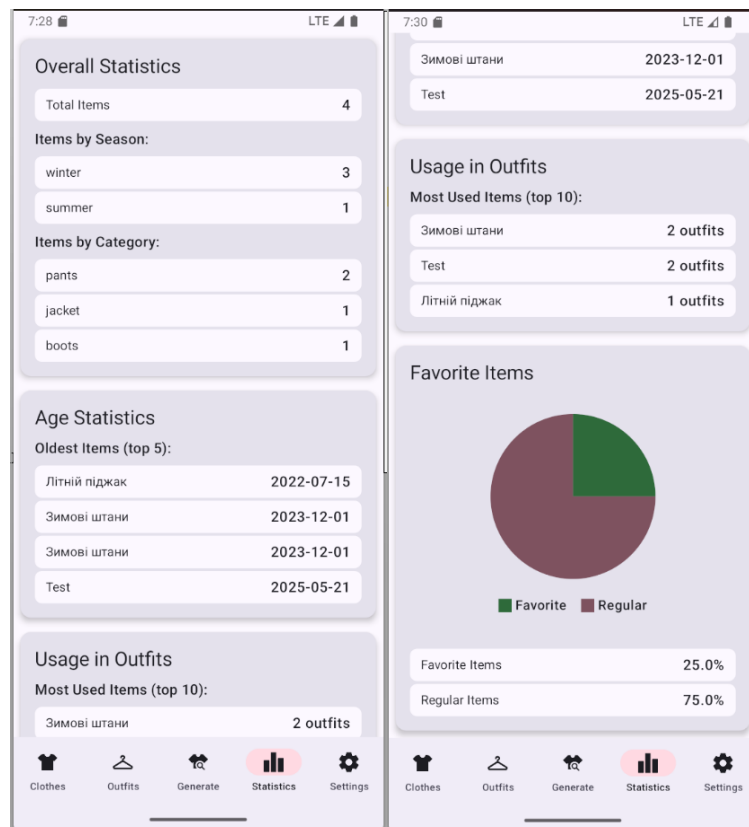 7:28 LTE
Overall Statistics
Total Items 4
Items by Season:
winter 3
summer 1
Items by Category:
pants 2
jacket 1
boots 1
Age Statistics
Oldest Items (top 5):
Літній піджак 2022-07-15
Зимові штани 2023-12-01
Зимові штани 2023-12-01
Test 2025-05-21
Usage in Outfits
Most Used Items (top 10):
Зимові штани 2 outfits
Clothes Outfits Generate Statistics Settings
7:30 LTE
Зимові штани 2023-12-01
Test 2025-05-21
Usage in Outfits
Most Used Items (top 10):
Зимові штани 2 outfits
Test 2 outfits
Літній піджак 1 outfits
Favorite Items
Favorite Regular
Favorite Items 25.0%
Regular Items 75.0%
Clothes Outfits Generate Statistics Settings